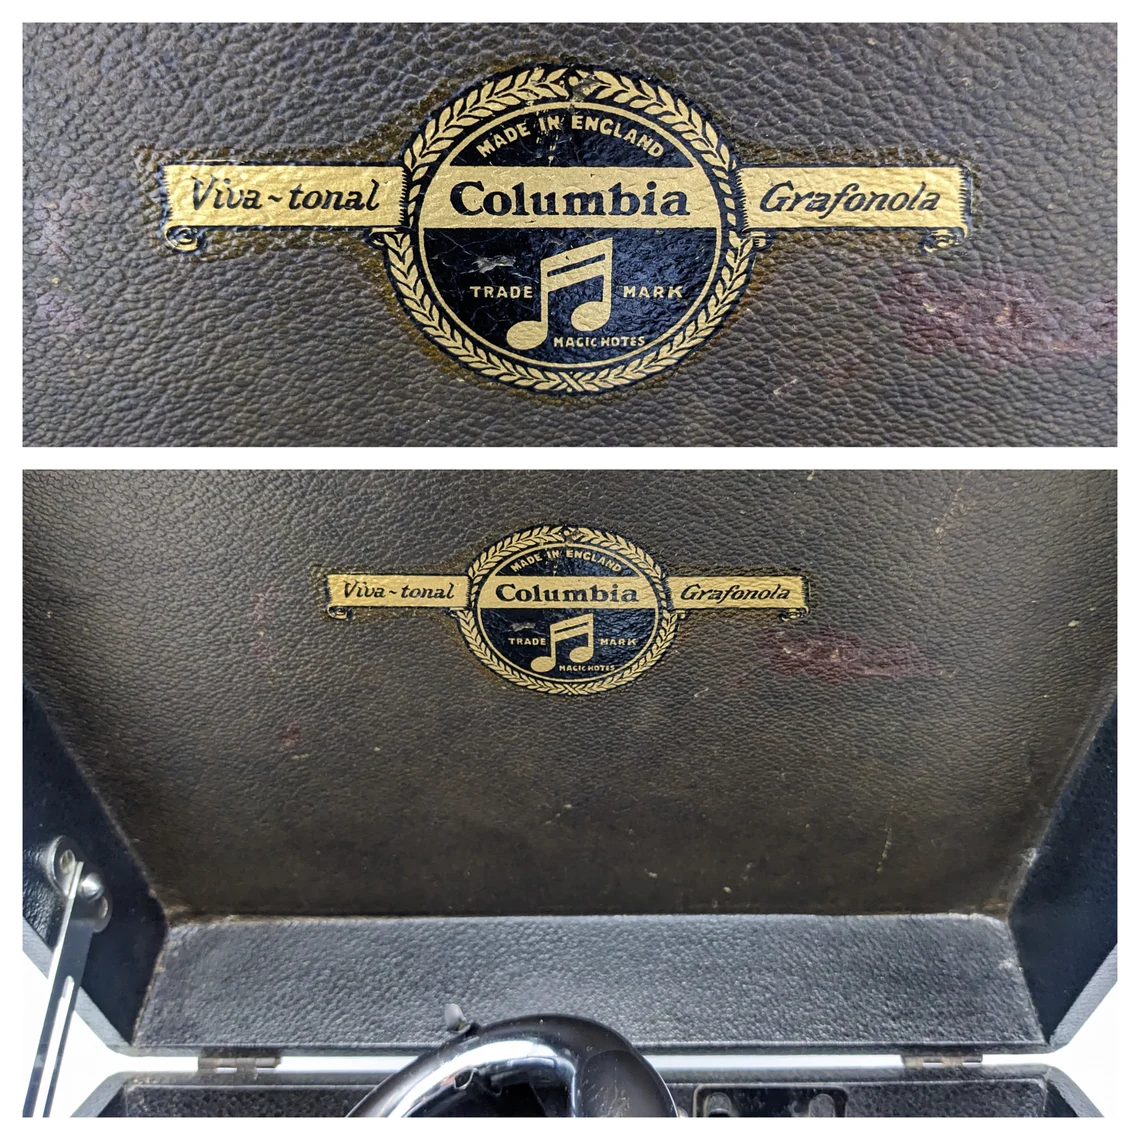 MADE IN ENGLAND
Viva-tonal Columbia Grafonola
TRADE MARK
MAGIC NOTES
MADE IN ENGLAND
Viva-tonal Columbia Grafonola
TRADE MARK
MAGIC NOTES